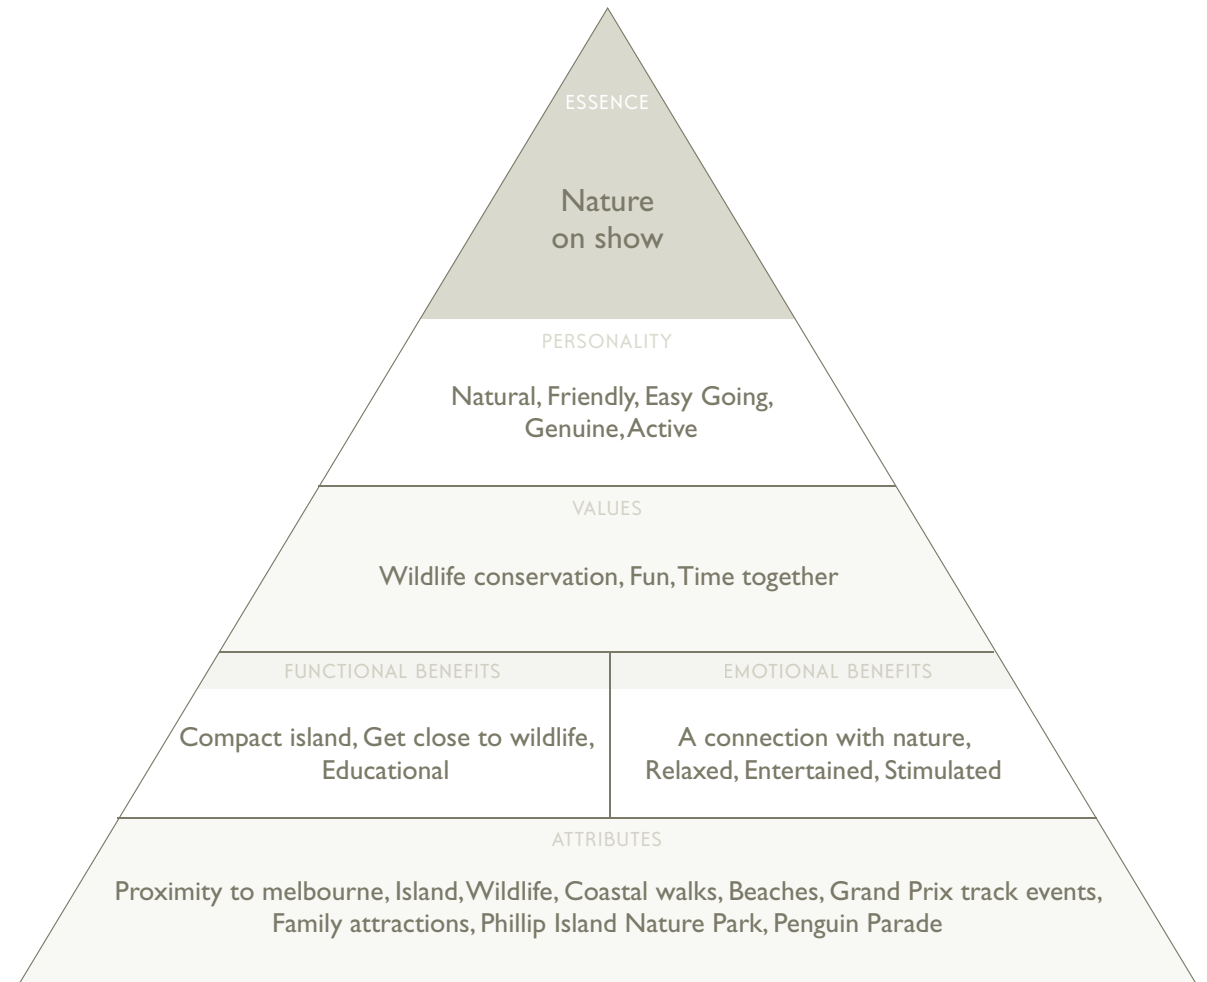 ESSENCE
Nature
on show
PERSONALITY
Natural, Friendly, Easy Going,
Genuine, Active
VALUES
Wildlife conservation, Fun, Time together
FUNCTIONAL BENEFITS
Compact island, Get close to wildlife,
Educational
EMOTIONAL BENEFITS
A connection with nature,
Relaxed, Entertained, Stimulated
ATTRIBUTES
Proximity to melbourne, Island, Wildlife, Coastal walks, Beaches, Grand Prix track events,
Family attractions, Phillip Island Nature Park, Penguin Parade